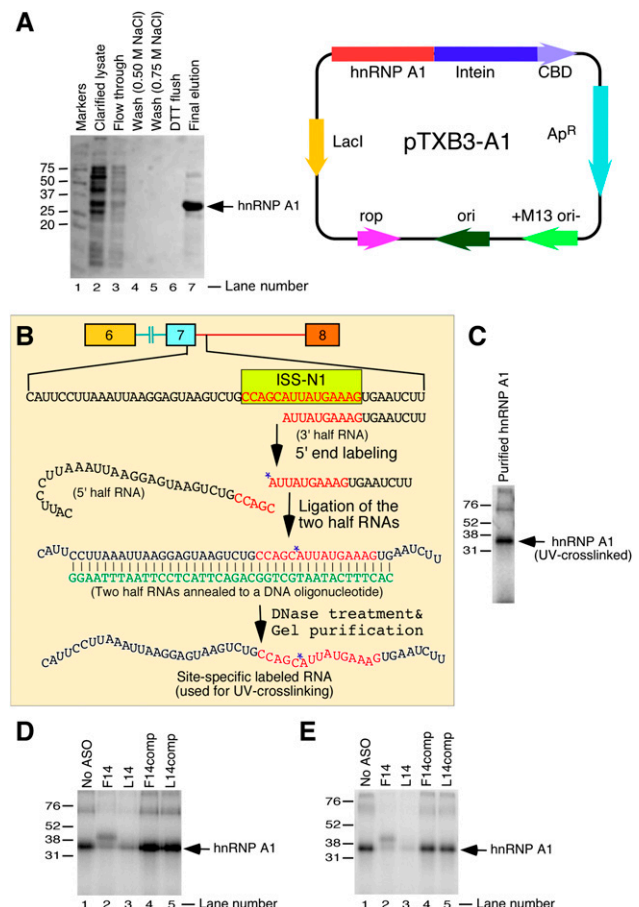 A
Markers
Clarified lysate
Flow through
Wash (0.50 M NaCl)
Wash (0.75 M NaCl)
DTT flush
Final elution
75
50
37
25
20
hnRNP A1
1 2 3 4 5 6 7 — Lane number
hnRNP A1 Intein CBD
LacI
pTXB3-A1
ApR
rop ori +M13 ori-
B
6 7 8
ISS-N1
CAUUCCUUAAAUUAAGGAGUAAGUCUGCCAGCAUUAUGAAAGUGAAUCUU
AUUAUGAAAGUGAAUCUU
(3' half RNA)
5' end labeling
*
AUUAUGAAAGUGAAUCUU
CAUUCCUUAAAUUAAGGAGUAAGUCUGCCAGC
(5' half RNA)
Ligation of the
two half RNAs
*
CAUUCCUUAAAUUAAGGAGUAAGUCUGCCAGCAUUAUGAAAGUGAAUCUU
GGAATTTAATTCCTCATTCAGACGGTCGTAATACTTTCAC
(Two half RNAs annealed to a DNA oligonucleotide)
DNase treatment&
Gel purification
*
CAUUCCUUAAAUUAAGGAGUAAGUCUGCCAGCAUUAUGAAAGUGAAUCUU
Site-specific labeled RNA
(used for UV-crosslinking)
C
Purified hnRNP A1
76
52
38
31
hnRNP A1
(UV-crosslinked)
D
No ASO
F14
L14
F14comp
L14comp
76
52
38
31
hnRNP A1
1 2 3 4 5 — Lane number
E
No ASO
F14
L14
F14comp
L14comp
76
52
38
31
hnRNP A1
1 2 3 4 5 — Lane number